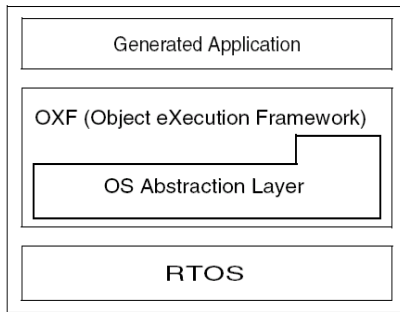 Generated Application
OXF (Object eXecution Framework)
OS Abstraction Layer
RTOS